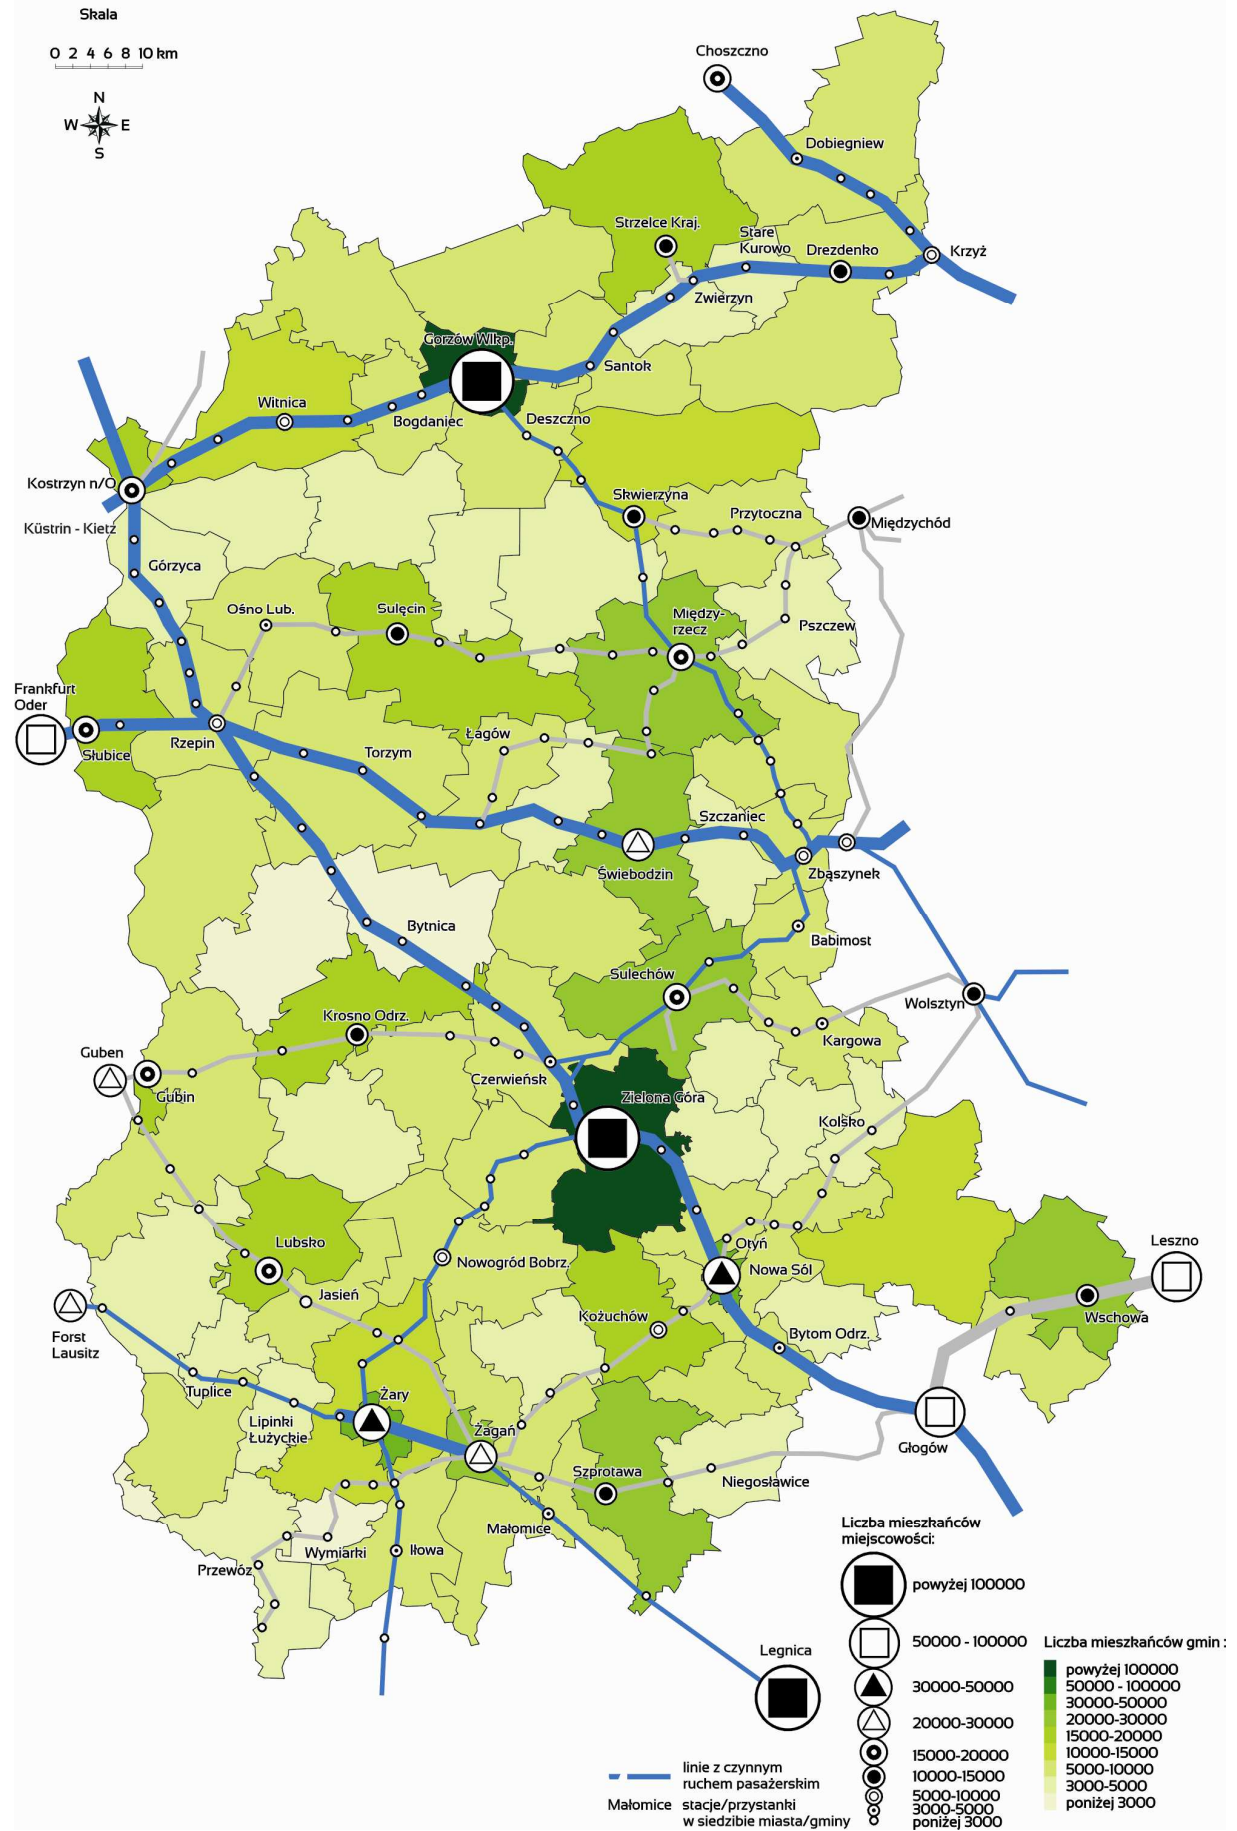 Skala
0 2 4 6 8 10 km
N
W E
S
Choszczno
Dobiegniew
Strzelce Kraj.
Stare
Kurowo
Drezdenko
Krzyż
Zwierzyn
Gorzów Wlkp.
Santok
Witnica
Bogdaniec
Deszczno
Kostrzyn n/O
Skwierzyna
Przytoczna
Międzychód
Küstrin - Kietz
Górzyca
Ośno Lub.
Sulęcin
Między-
rzecz
Pszczew
Frankfurt
Oder
Słubice
Rzepin
Torzym
Łagów
Szczaniec
Świebodzin
Zbąszynek
Bytnica
Babimost
Sulechów
Wolsztyn
Krosno Odrz.
Kargowa
Guben
Gubin
Czerwieńsk
Zielona Góra
Kolsko
Lubsko
Otyń
Leszno
Nowogród Bobrz.
Nowa Sól
Jasień
Kożuchów
Wschowa
Forst
Lausitz
Bytom Odrz.
Tuplice
Żary
Lipinki
Łużyckie
Żagań
Głogów
Szprotawa
Niegosławice
Małomice
Wymiarki
Iłowa
Przewóz
Legnica
Liczba mieszkańców
miejscowości:
powyżej 100000
50000 - 100000
30000-50000
20000-30000
15000-20000
10000-15000
5000-10000
3000-5000
poniżej 3000
Liczba mieszkańców gmin :
powyżej 100000
50000 - 100000
30000-50000
20000-30000
15000-20000
10000-15000
5000-10000
3000-5000
poniżej 3000
linie z czynnym
ruchem pasażerskim
Małomice stacje/przystanki
w siedzibie miasta/gminy